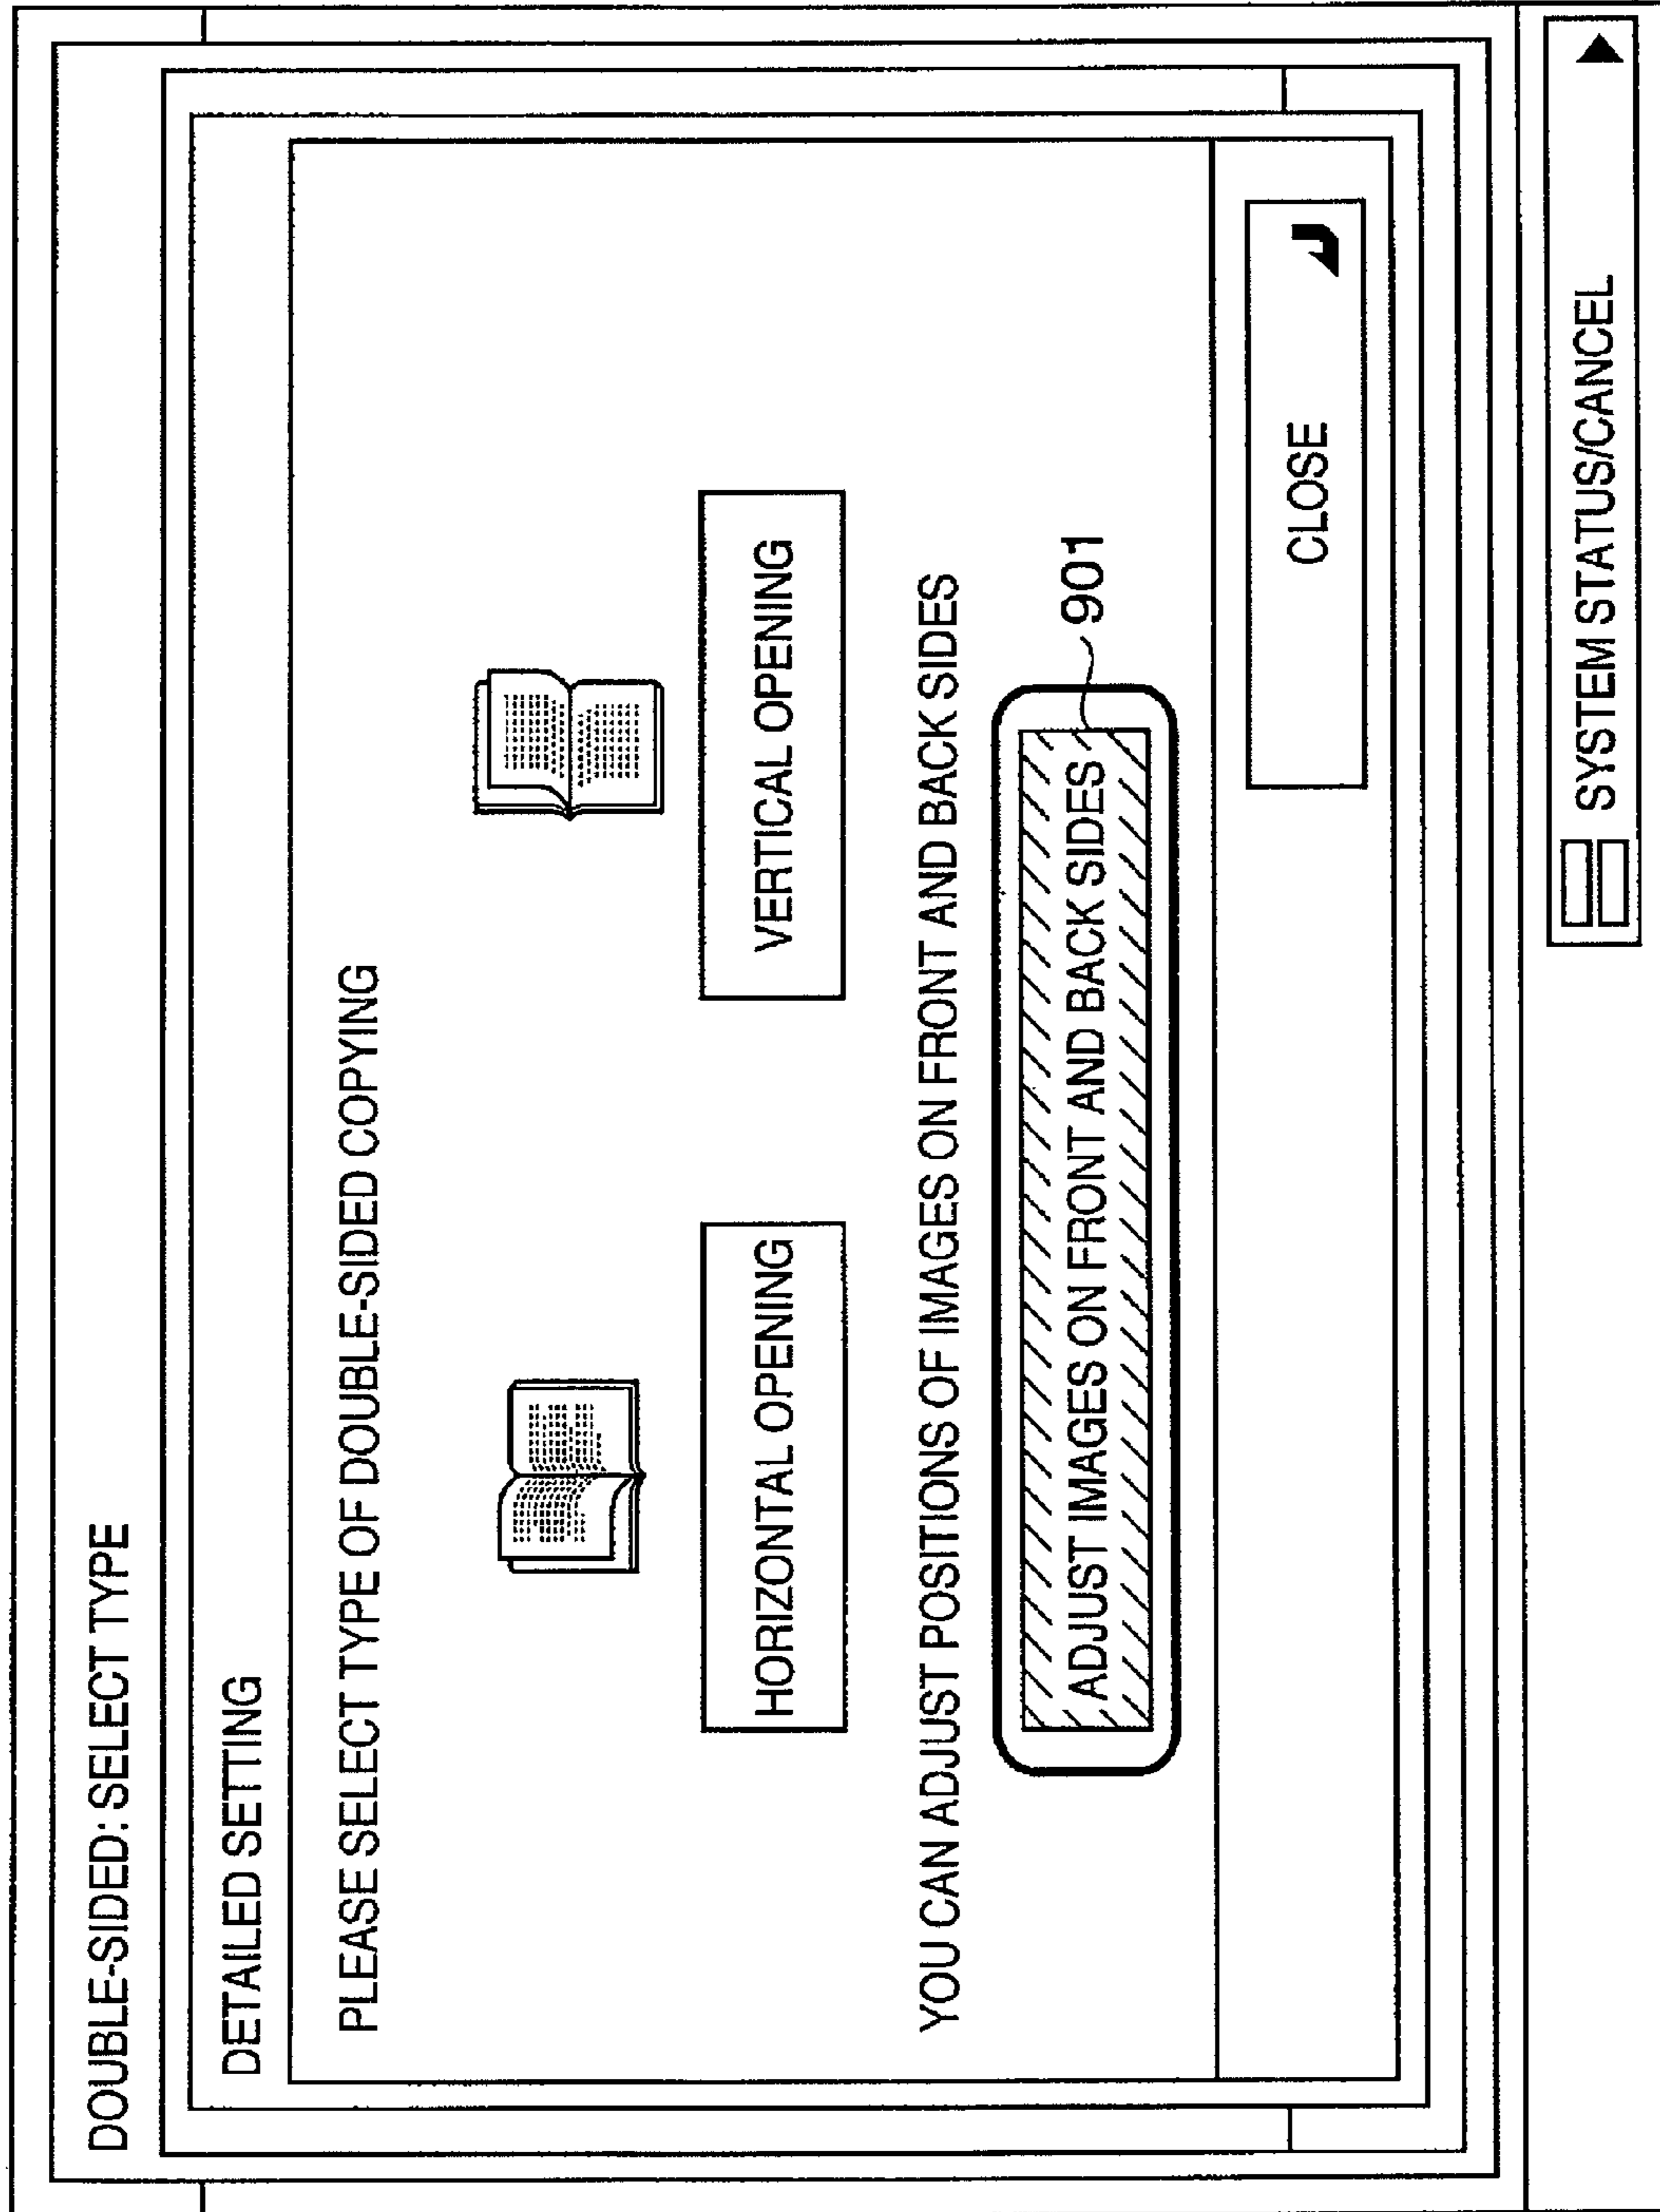 DOUBLE-SIDED: SELECT TYPE
DETAILED SETTING
PLEASE SELECT TYPE OF DOUBLE-SIDED COPYING
HORIZONTAL OPENING
VERTICAL OPENING
YOU CAN ADJUST POSITIONS OF IMAGES ON FRONT AND BACK SIDES
ADJUST IMAGES ON FRONT AND BACK SIDES
901
CLOSE
SYSTEM STATUS/CANCEL